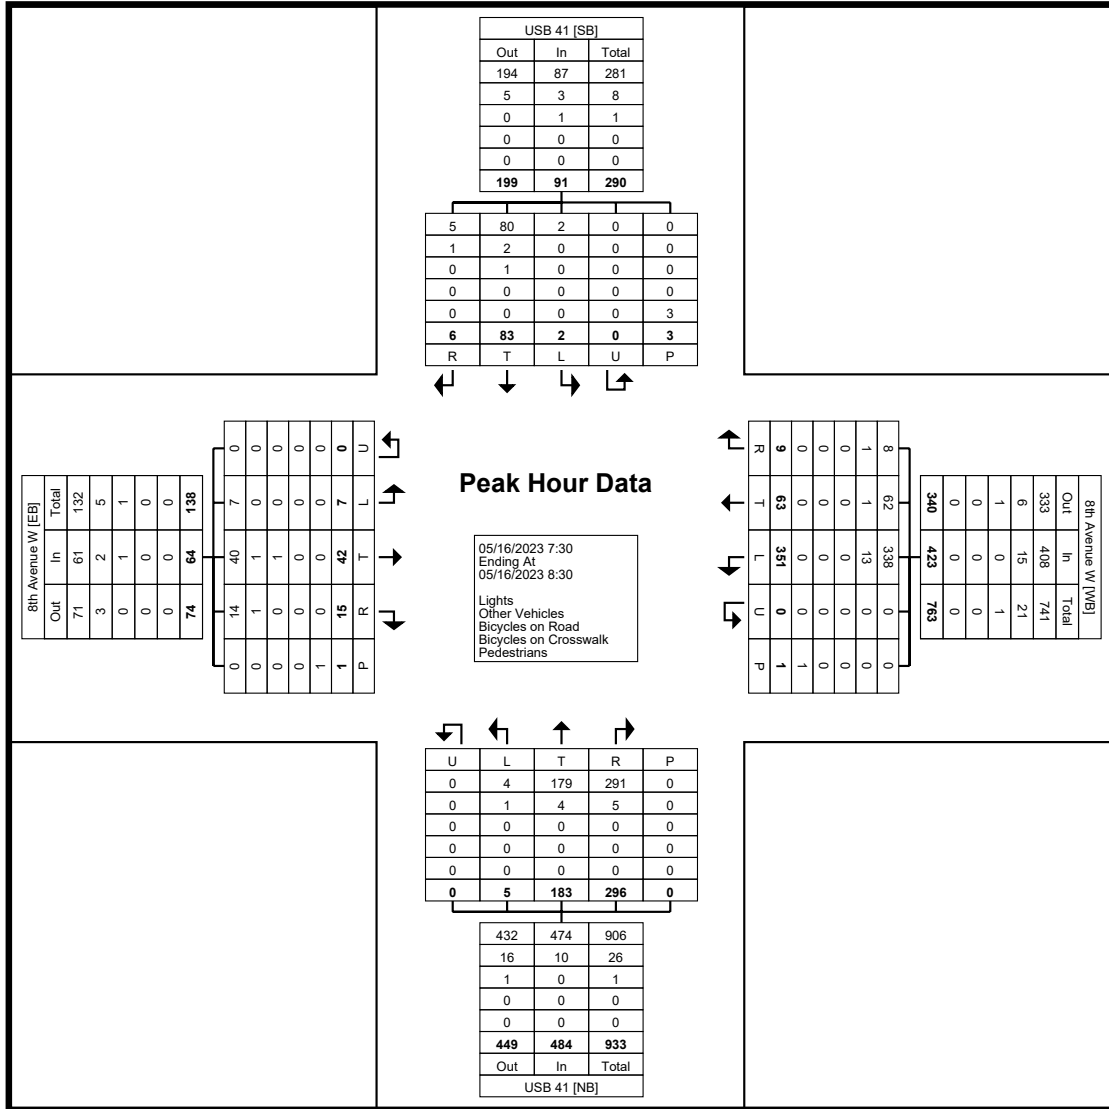 USB 41 [SB]
Out In Total
194 87 281
5 3 8
0 1 1
0 0 0
0 0 0
199 91 290
5 80 2 0 0
1 2 0 0 0
0 1 0 0 0
0 0 0 0 0
0 0 0 0 3
6 83 2 0 3
R T L U P
8th Avenue W [EB]
Total In Out
132 61 71
5 2 3
1 1 0
0 0 0
0 0 0
138 64 74
0 7 40 14 0
0 0 1 1 0
0 0 1 0 0
0 0 0 0 0
0 0 0 0 1
0 7 42 15 1
U L T R P
Peak Hour Data
05/16/2023 7:30
Ending At
05/16/2023 8:30
Lights
Other Vehicles
Bicycles on Road
Bicycles on Crosswalk
Pedestrians
8th Avenue W [WB]
Out In Total
333 408 741
6 15 21
1 0 1
0 0 0
0 0 0
340 423 763
8 62 338 0 0
1 1 13 0 0
0 0 0 0 0
0 0 0 0 0
0 0 0 0 1
9 63 351 0 1
R T L U P
U L T R P
0 4 179 291 0
0 1 4 5 0
0 0 0 0 0
0 0 0 0 0
0 0 0 0 0
0 5 183 296 0
432 474 906
16 10 26
1 0 1
0 0 0
0 0 0
449 484 933
Out In Total
USB 41 [NB]